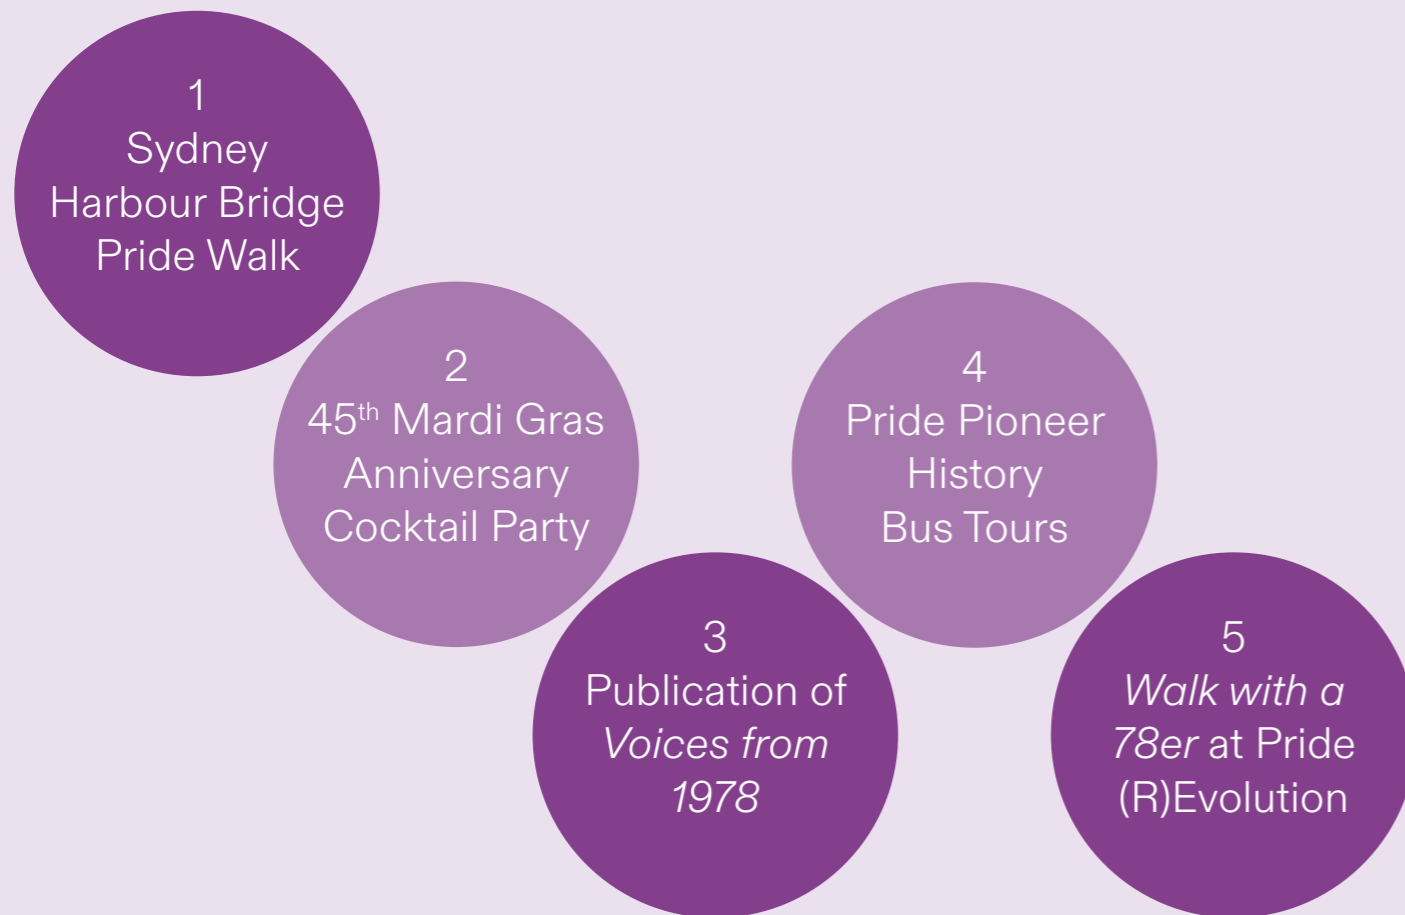 1
Sydney
Harbour Bridge
Pride Walk
2
45th Mardi Gras
Anniversary
Cocktail Party
3
Publication of
Voices from
1978
4
Pride Pioneer
History
Bus Tours
5
Walk with a
78er at Pride
(R)Evolution